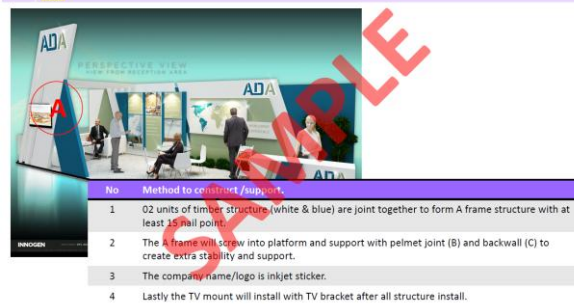 ADA
PERSPECTIVE VIEW
VIEW FROM RECEPTION AREA
ADA
A
ADA
SAMPLE
INNOGEN
No Method to construct /support.
1 02 units of timber structure (white & blue) are joint together to form A frame structure with at
least 15 nail point.
2 The A frame will screw into platform and support with pelmet joint (B) and backwall (C) to
create extra stability and support.
3 The company name/logo is inkjet sticker.
4 Lastly the TV mount will install with TV bracket after all structure install.